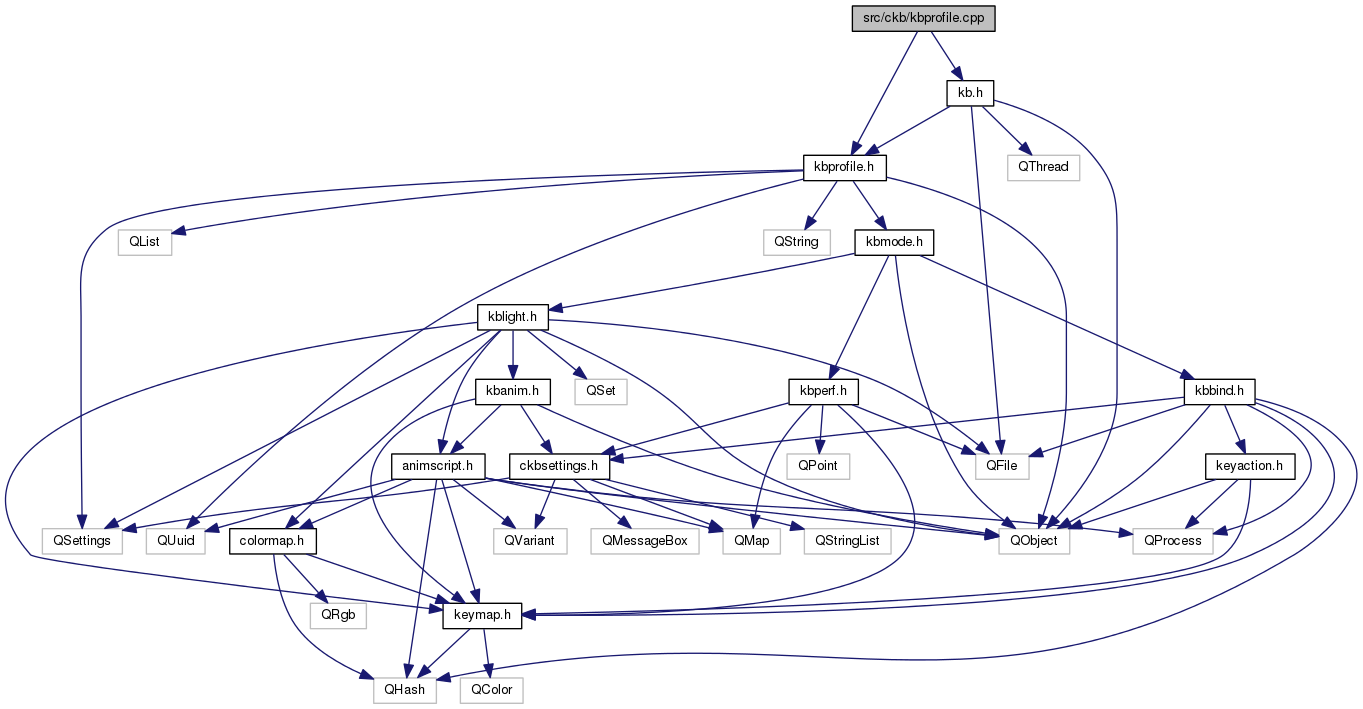 src/ckb/kbprofile.cpp
kb.h
kbprofile.h
QThread
QList
QString
kbmode.h
kblight.h
kbanim.h
QSet
kbperf.h
kbbind.h
animscript.h
ckbsettings.h
QPoint
QFile
keyaction.h
QSettings
QUuid
colormap.h
QVariant
QMessageBox
QMap
QStringList
QObject
QProcess
QRgb
keymap.h
QHash
QColor